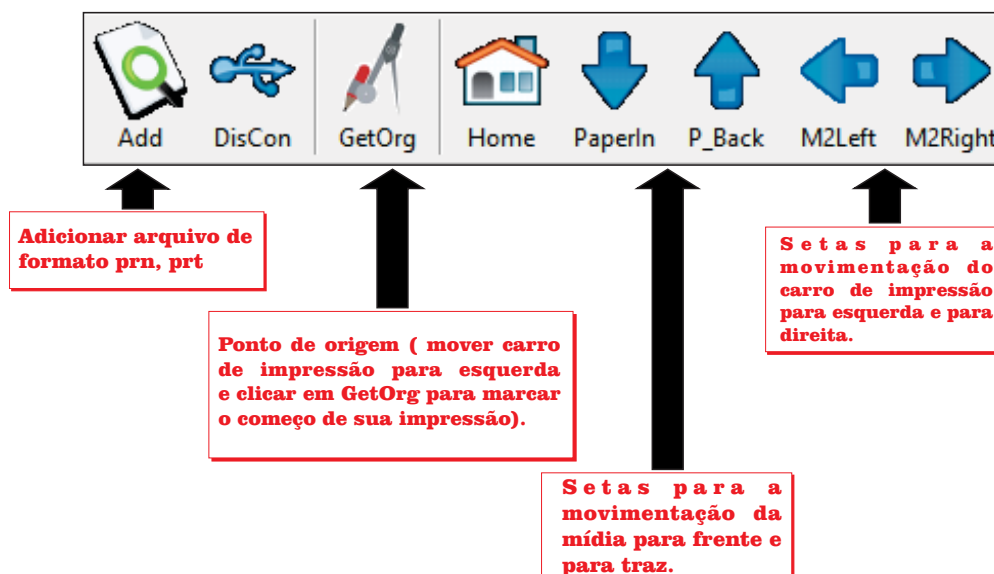 Add DisCon GetOrg Home PaperIn P_Back M2Left M2Right
Adicionar arquivo de
formato prn, prt
Ponto de origem ( mover carro
de impressão para esquerda
e clicar em GetOrg para marcar
o começo de sua impressão).
Setas para a
movimentação da
mídia para frente e
para traz.
Setas para a
movimentação do
carro de impressão
para esquerda e para
direita.